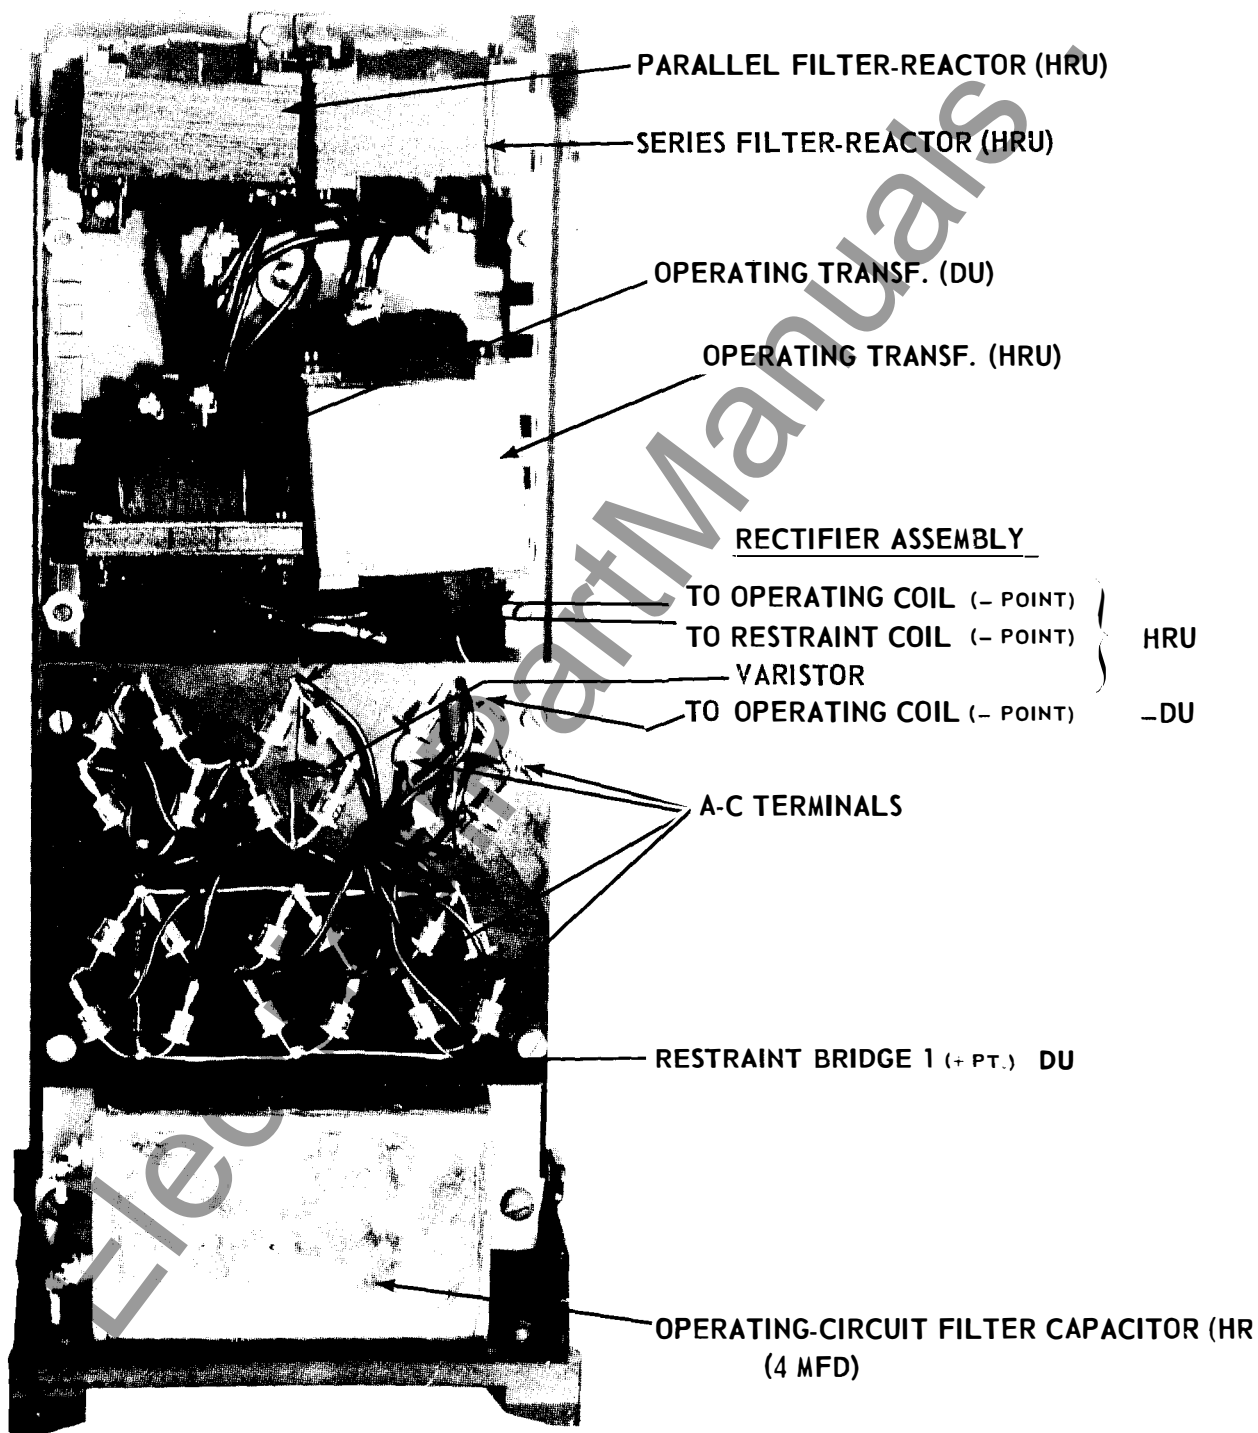 PARALLEL FILTER-REACTOR (HRU)
SERIES FILTER-REACTOR (HRU)
OPERATING TRANSF. (DU)
OPERATING TRANSF. (HRU)
RECTIFIER ASSEMBLY
TO OPERATING COIL (- POINT)
TO RESTRAINT COIL (- POINT) HRU
VARISTOR
TO OPERATING COIL (- POINT) -DU
A-C TERMINALS
RESTRAINT BRIDGE 1 (+ PT.) DU
OPERATING-CIRCUIT FILTER CAPACITOR (HR
(4 MFD)